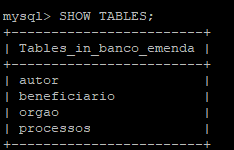 mysql> SHOW TABLES;
+------------------------+
| Tables_in_banco_emenda |
+------------------------+
| autor                  |
| beneficiario           |
| orgao                  |
| processos              |
+------------------------+